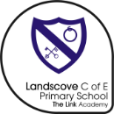 Landscove C of E
Primary School
The Link Academy